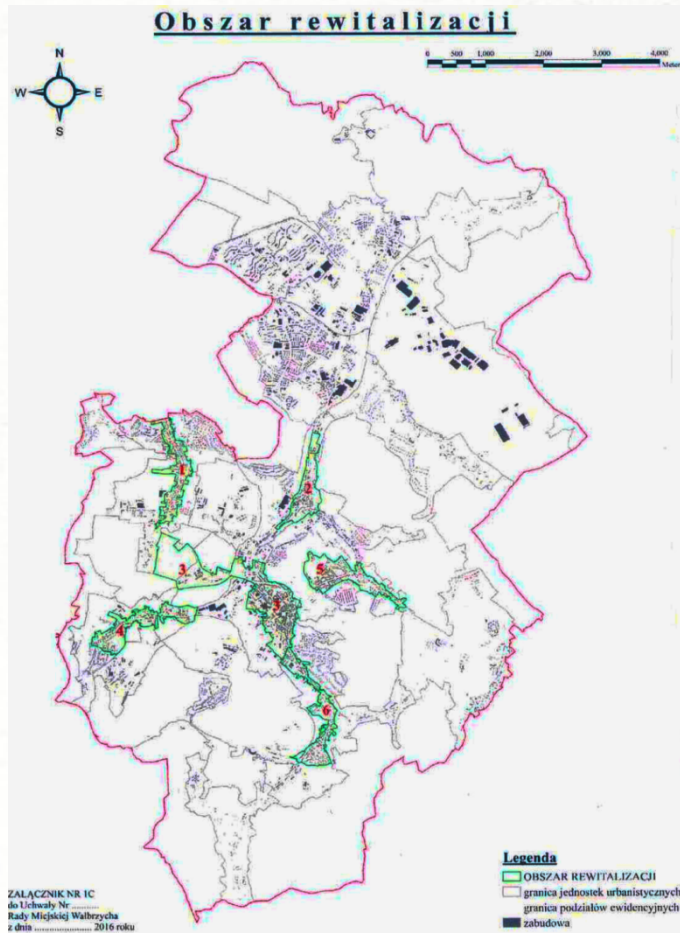 Obszar rewitalizacji
N
W E
S
0 500 1,000 2,000 3,000 4,000
1
2
3
5
3
4
6
Legenda
OBSZAR REWITALIZACJI
granica jednostek urbanistycznych
granica podziałów ewidencyjnych
zabudowa
ZAŁĄCZNIK NR 1C
do Uchwały Nr ..........
Rady Miejskiej Wałbrzycha
z dnia ...................... 2016 roku